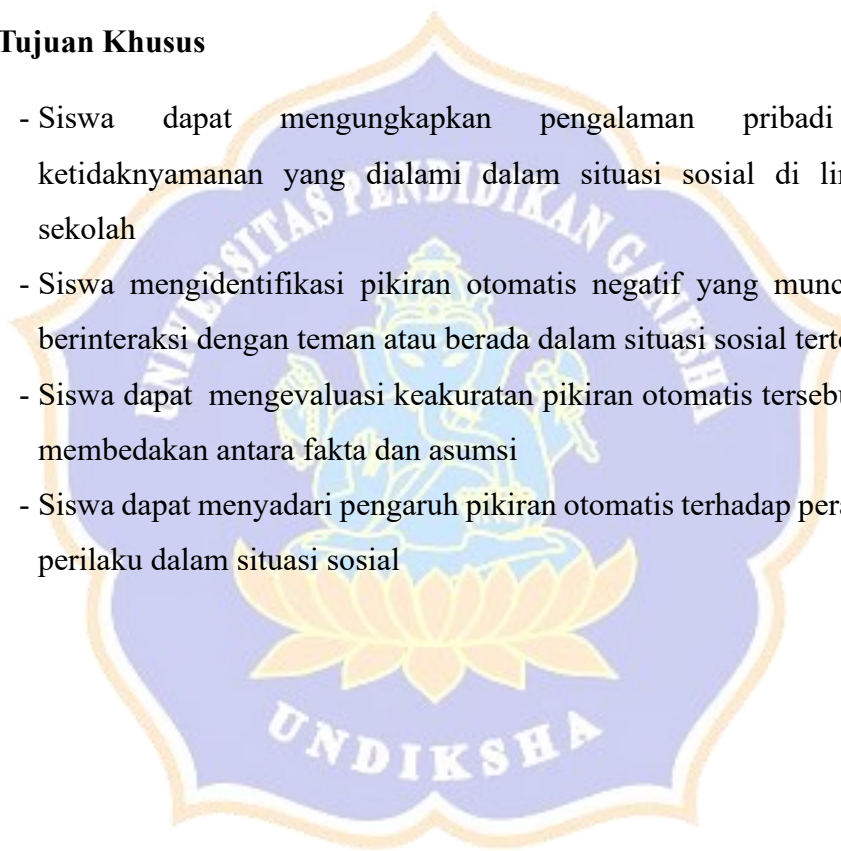 Tujuan Khusus
- Siswa dapat mengungkapkan pengalaman pribadi
ketidaknyamanan yang dialami dalam situasi sosial di
sekolah
- Siswa mengidentifikasi pikiran otomatis negatif yang
berinteraksi dengan teman atau berada dalam situasi sosial
- Siswa dapat mengevaluasi keakuratan pikiran otomatis
membedakan antara fakta dan asumsi
- Siswa dapat menyadari pengaruh pikiran otomatis terhadap
perilaku dalam situasi sosial
UNIVERSITAS PENDIDIKAN GANESHA
UNDIKSHA